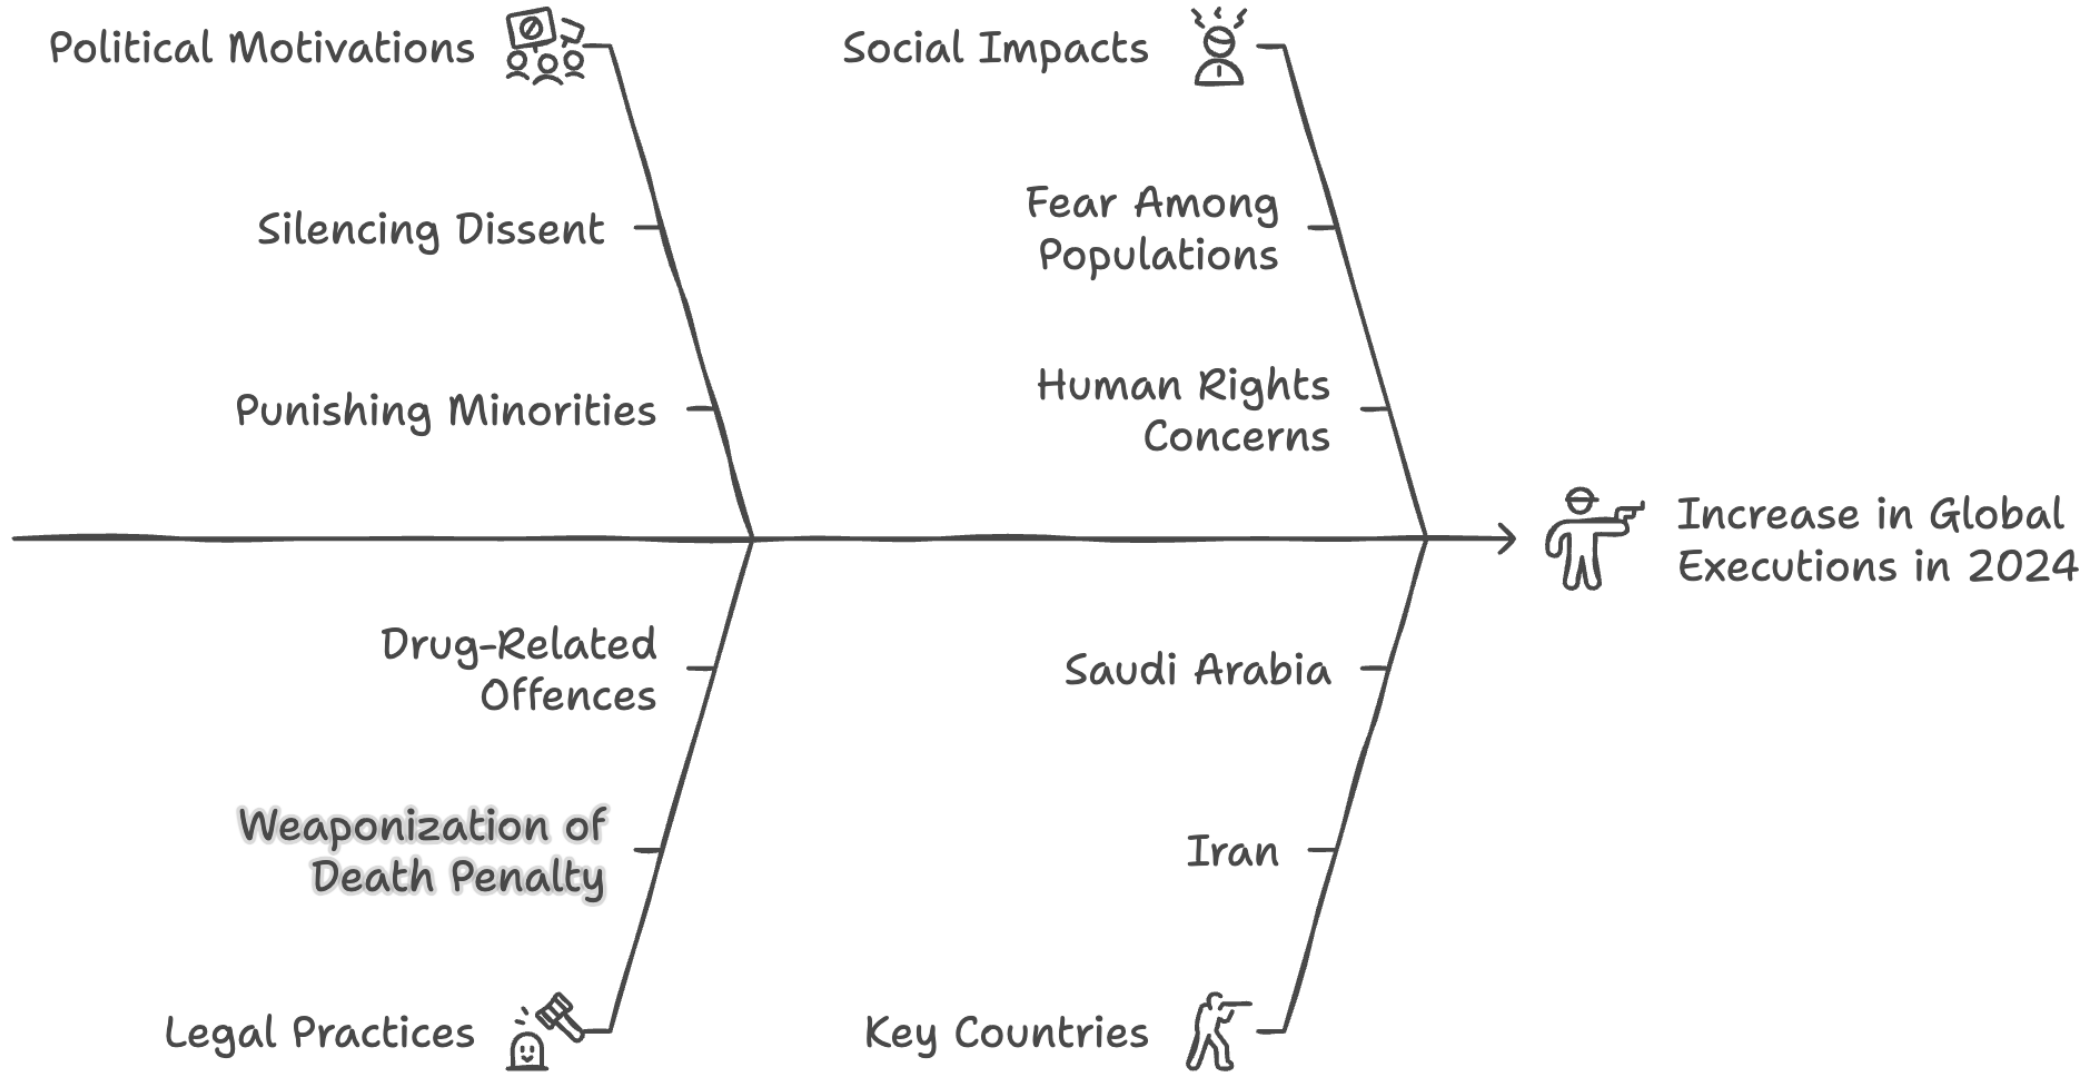 Political Motivations
Silencing Dissent
Punishing Minorities
Social Impacts
Fear Among
Populations
Human Rights
Concerns
Increase in Global
Executions in 2024
Drug-Related
Offences
Weaponization of
Death Penalty
Legal Practices
Saudi Arabia
Iran
Key Countries